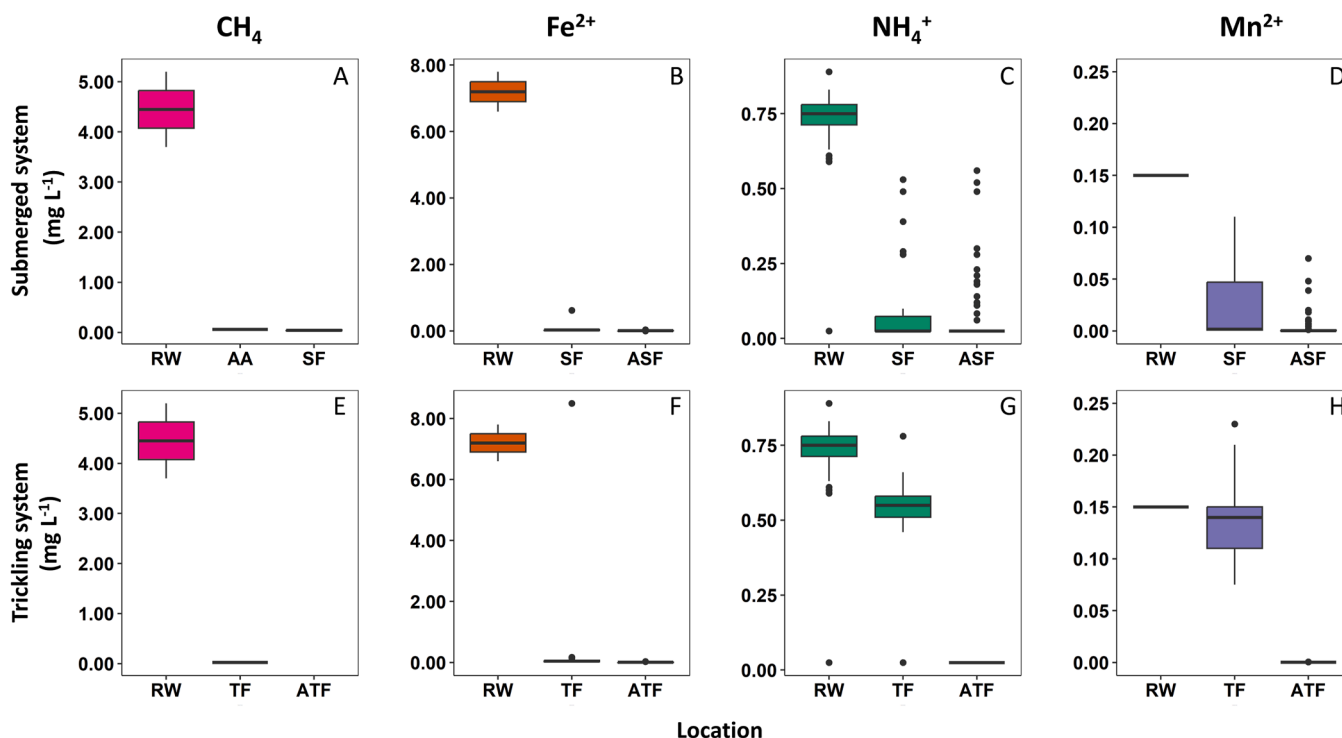 CH₄ Fe²⁺ NH₄⁺ Mn²⁺
Submerged system
(mg L⁻¹)
A
5.00
4.00
3.00
2.00
1.00
0.00
RW AA SF
B
8.00
6.00
4.00
2.00
0.00
RW SF ASF
C
0.75
0.50
0.25
0.00
RW SF ASF
D
0.25
0.20
0.15
0.10
0.05
0.00
RW SF ASF
Trickling system
(mg L⁻¹)
E
5.00
4.00
3.00
2.00
1.00
0.00
RW TF ATF
F
8.00
6.00
4.00
2.00
0.00
RW TF ATF
G
0.75
0.50
0.25
0.00
RW TF ATF
H
0.25
0.20
0.15
0.10
0.05
0.00
RW TF ATF
Location